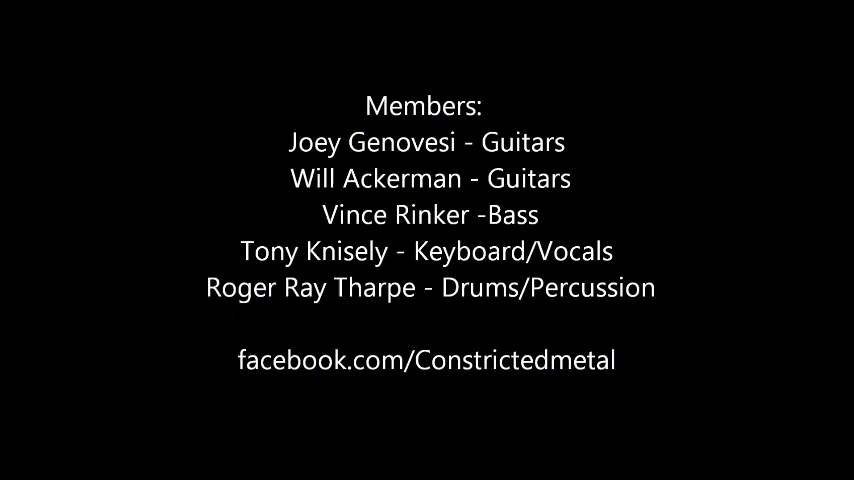 Members:
Joey Genovesi - Guitars
Will Ackerman - Guitars
Vince Rinker -Bass
Tony Knisely - Keyboard/Vocals
Roger Ray Tharpe - Drums/Percussion
facebook.com/Constrictedmetal